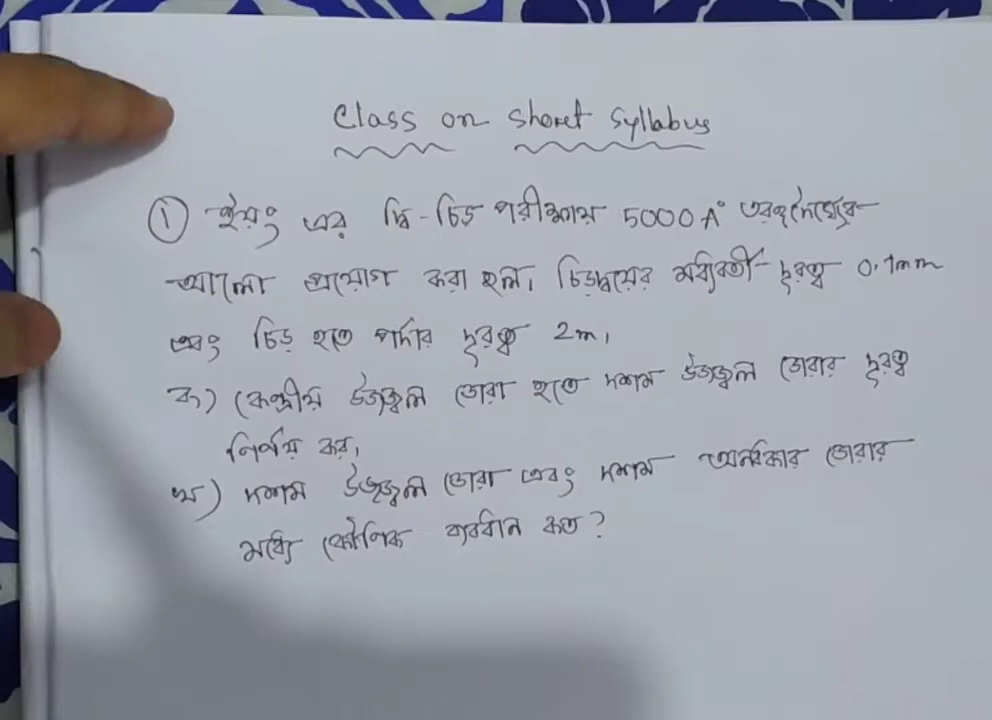 Class on Short Syllabus
① ইয়ং এর দ্বি-চিড় পরীক্ষায় 5000 A° তরঙ্গদৈর্ঘ্যের
আলো প্রয়োগ করা হল। চিড়দ্বয়ের মধ্যবর্তী দূরত্ব 0.1mm
এবং চিড় হতে পর্দার দূরত্ব 2m।
ক) কেন্দ্রীয় উজ্জ্বল ডোরা হতে দশম উজ্জ্বল ডোরার দূরত্ব
নির্ণয় কর।
খ) দশম উজ্জ্বল ডোরা এবং দশম অন্ধকার ডোরার
মধ্যে কৌণিক ব্যবধান কত?